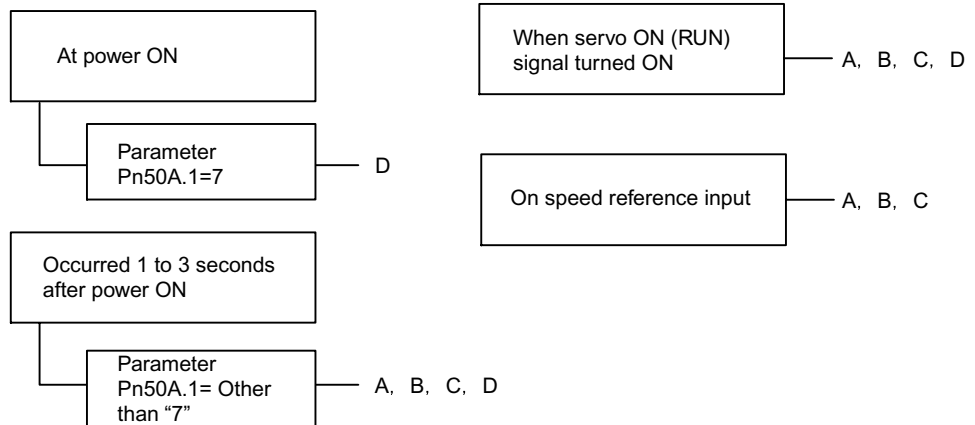 At power ON
Parameter
Pn50A.1=7
D
Occurred 1 to 3 seconds
after power ON
Parameter
Pn50A.1= Other
than “7”
A, B, C, D
When servo ON (RUN)
signal turned ON
A, B, C, D
On speed reference input
A, B, C